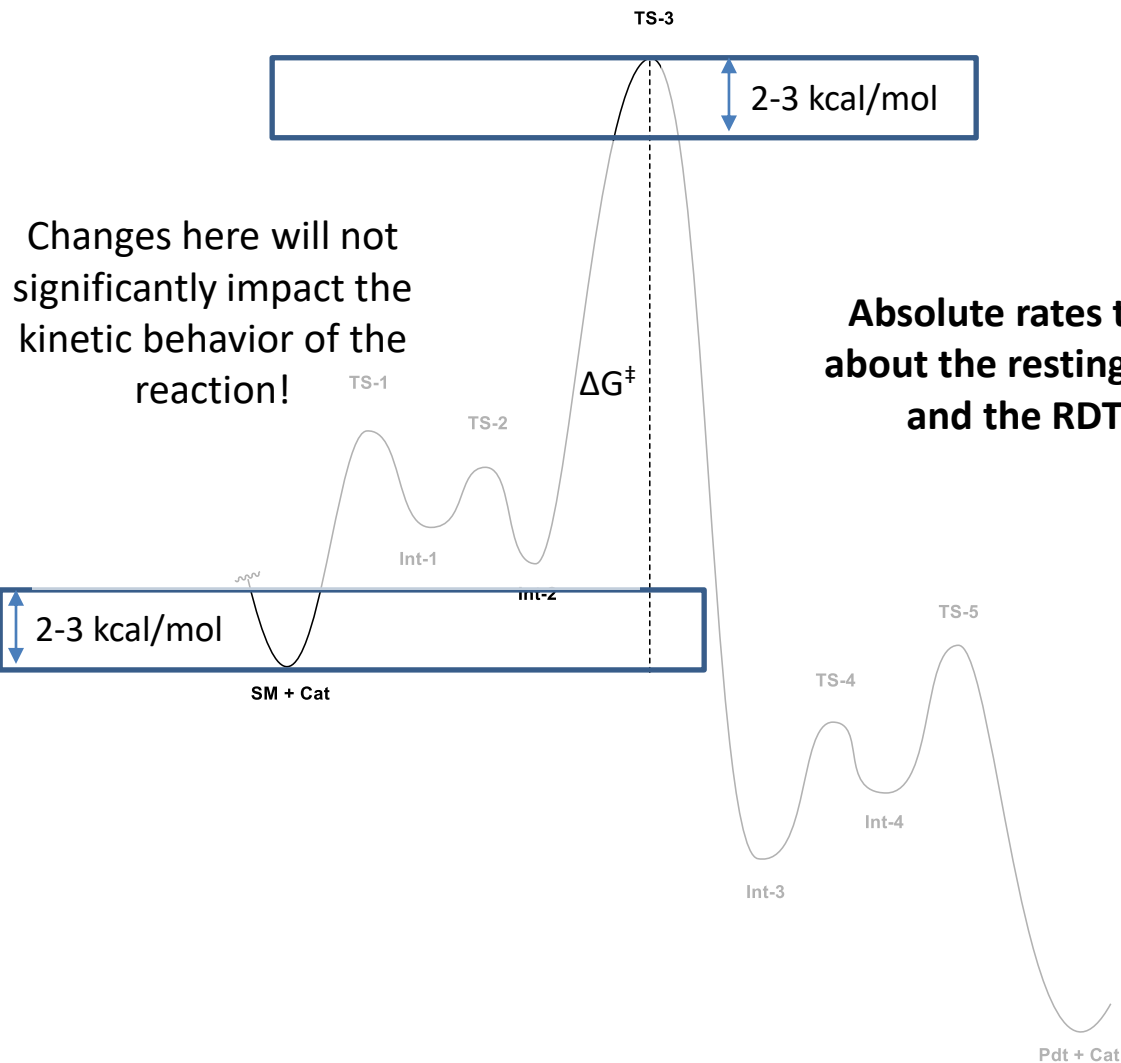 TS-3
2-3 kcal/mol
Changes here will not
significantly impact the
kinetic behavior of the
reaction!
Absolute rates t
about the resting
and the RDT
TS-1
ΔG‡
TS-2
Int-1
Int-2
2-3 kcal/mol
SM + Cat
TS-5
TS-4
Int-4
Int-3
Pdt + Cat